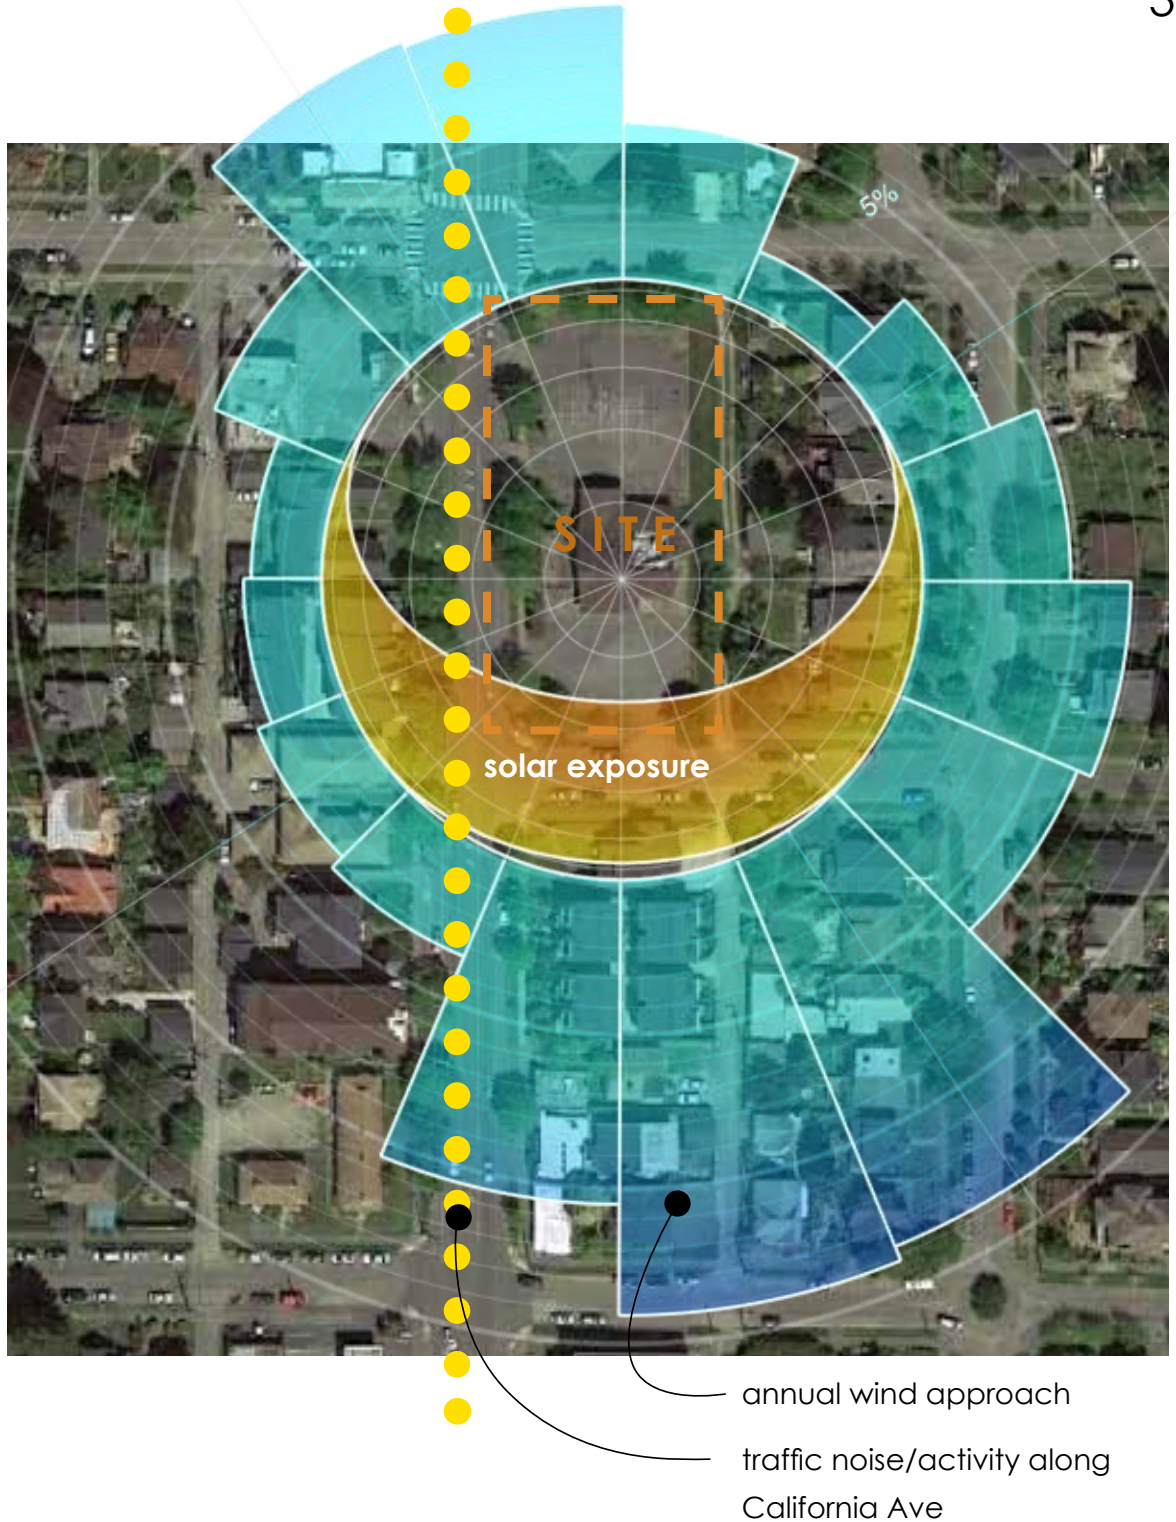 5%
SITE
solar exposure
annual wind approach
traffic noise/activity along
California Ave